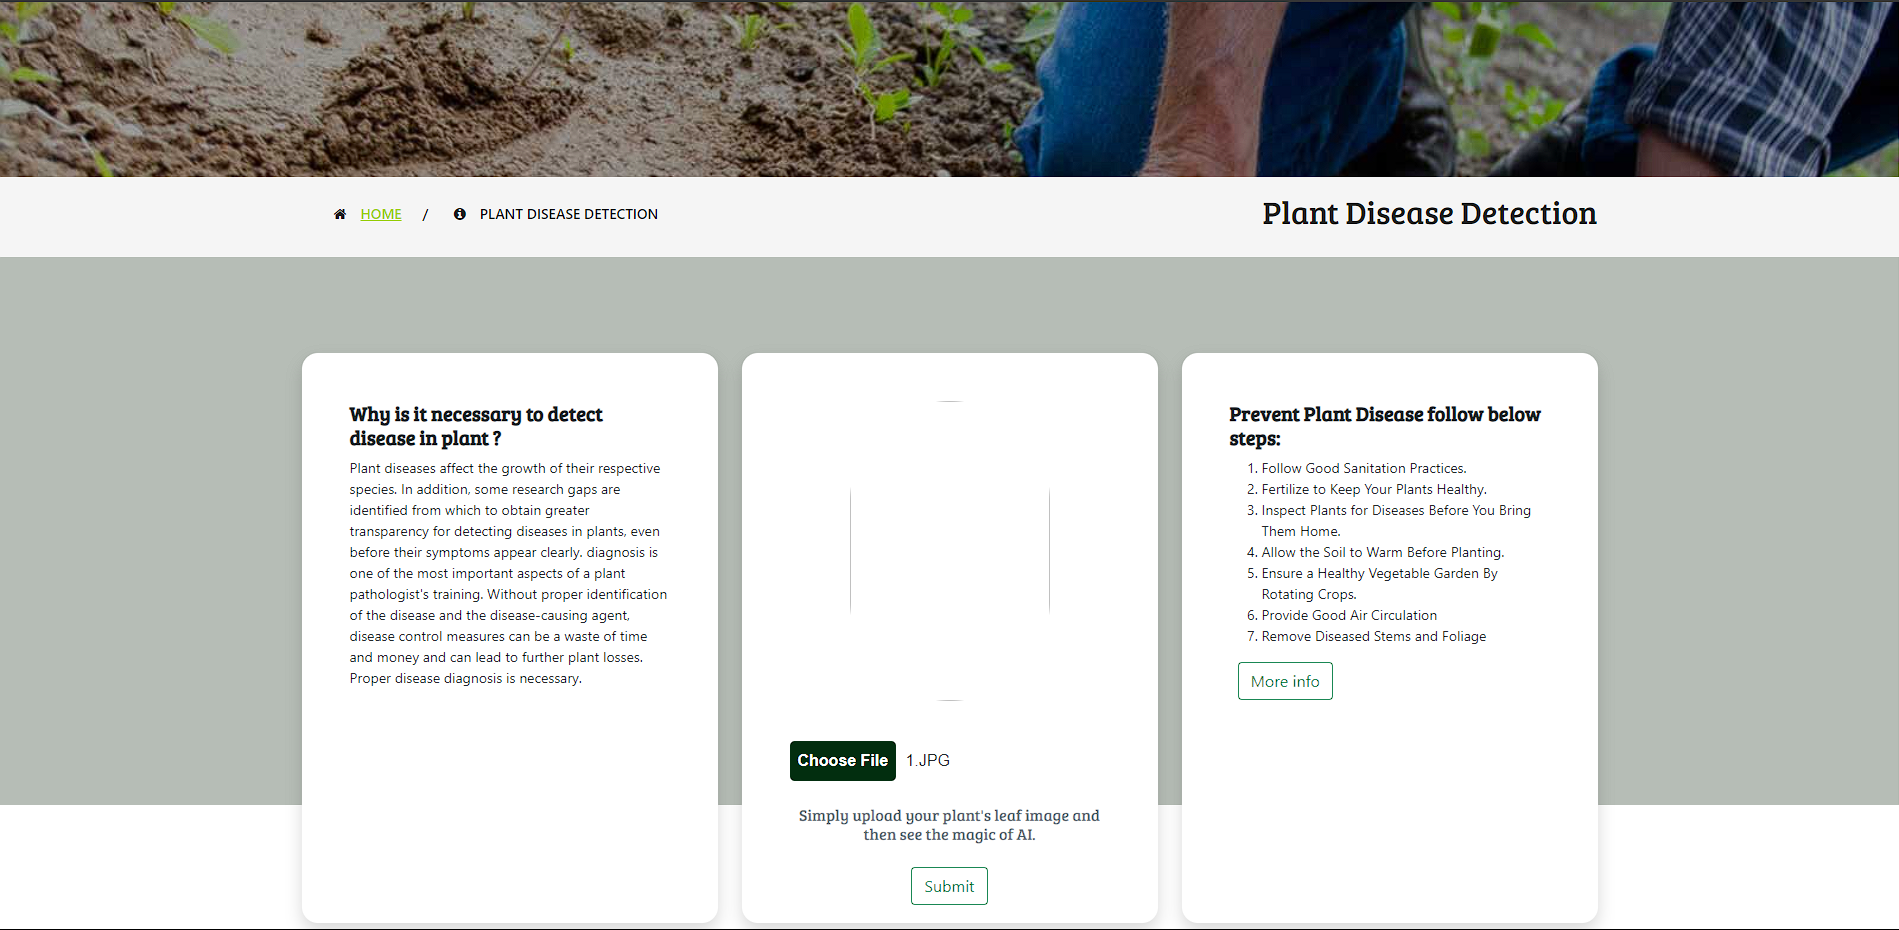 HOME / PLANT DISEASE DETECTION
Plant Disease Detection
Why is it necessary to detect
disease in plant ?
Plant diseases affect the growth of their respective
species. In addition, some research gaps are
identified from which to obtain greater
transparency for detecting diseases in plants, even
before their symptoms appear clearly. diagnosis is
one of the most important aspects of a plant
pathologist's training. Without proper identification
of the disease and the disease-causing agent,
disease control measures can be a waste of time
and money and can lead to further plant losses.
Proper disease diagnosis is necessary.
Choose File 1.JPG
Simply upload your plant's leaf image and
then see the magic of AI.
Submit
Prevent Plant Disease follow below
steps:
1. Follow Good Sanitation Practices.
2. Fertilize to Keep Your Plants Healthy.
3. Inspect Plants for Diseases Before You Bring
Them Home.
4. Allow the Soil to Warm Before Planting.
5. Ensure a Healthy Vegetable Garden By
Rotating Crops.
6. Provide Good Air Circulation
7. Remove Diseased Stems and Foliage
More info